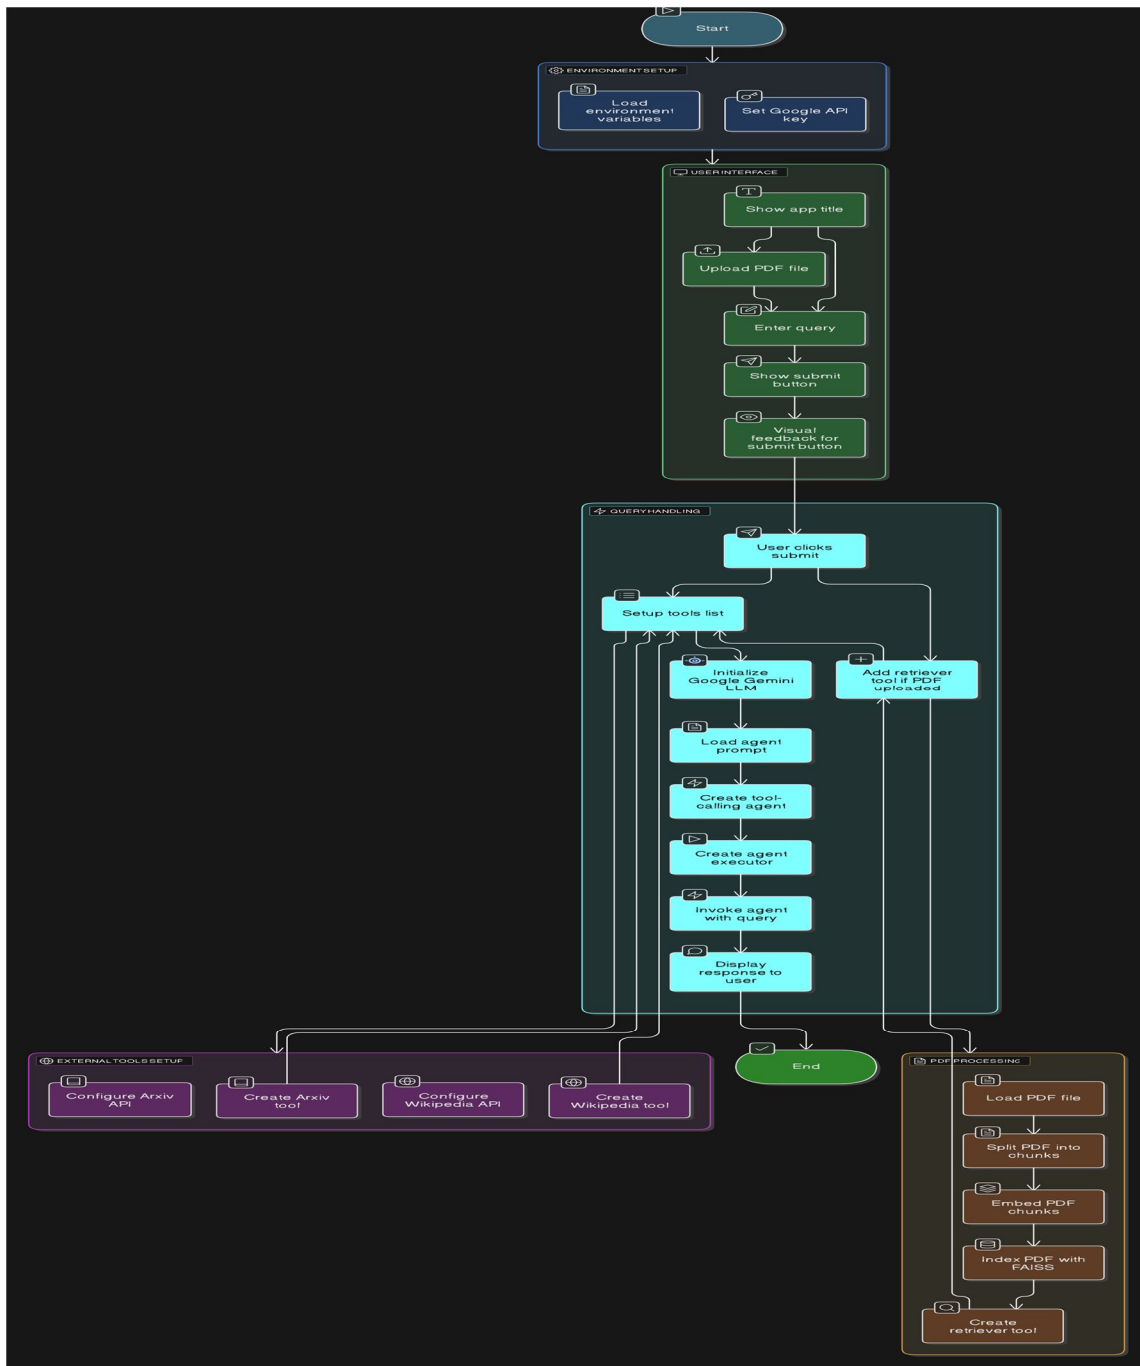 Start
ENVIRONMENT SETUP
Load
environment
variables
Set Google API
key
USER INTERFACE
Show app title
Upload PDF file
Enter query
Show submit
button
Visual
feedback for
submit button
QUERY HANDLING
User clicks
submit
Setup tools list
Initialize
Google Gemini
LLM
Add retriever
tool if PDF
uploaded
Load agent
prompt
Create tool-
calling agent
Create agent
executor
Invoke agent
with query
Display
response to
user
EXTERNAL TOOLS SETUP
Configure Arxiv
API
Create Arxiv
tool
Configure
Wikipedia API
Create
Wikipedia tool
End
PDF PROCESSING
Load PDF file
Split PDF into
chunks
Embed PDF
chunks
Index PDF with
FAISS
Create
retriever tool